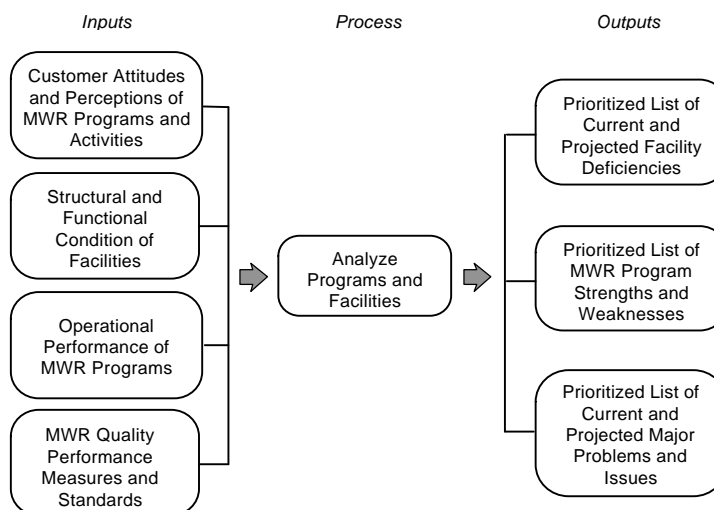 Inputs
Process
Outputs
Customer Attitudes
and Perceptions of
MWR Programs and
Activities
Structural and
Functional
Condition of
Facilities
Operational
Performance of
MWR Programs
MWR Quality
Performance
Measures and
Standards
Analyze
Programs and
Facilities
Prioritized List of
Current and
Projected Facility
Deficiencies
Prioritized List of
MWR Program
Strengths and
Weaknesses
Prioritized List of
Current and
Projected Major
Problems and
Issues